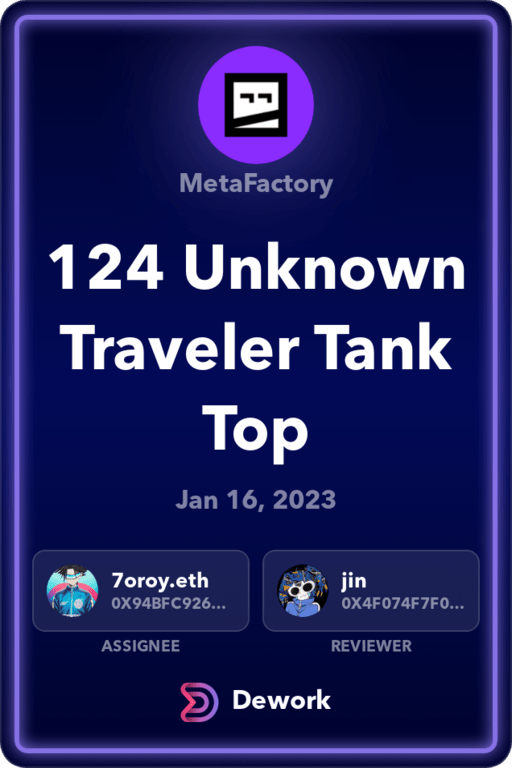 MetaFactory
124 Unknown
Traveler Tank
Top
Jan 16, 2023
7oroy.eth
0X94BFC926...
ASSIGNEE
jin
0X4F074F7F0...
REVIEWER
Dework